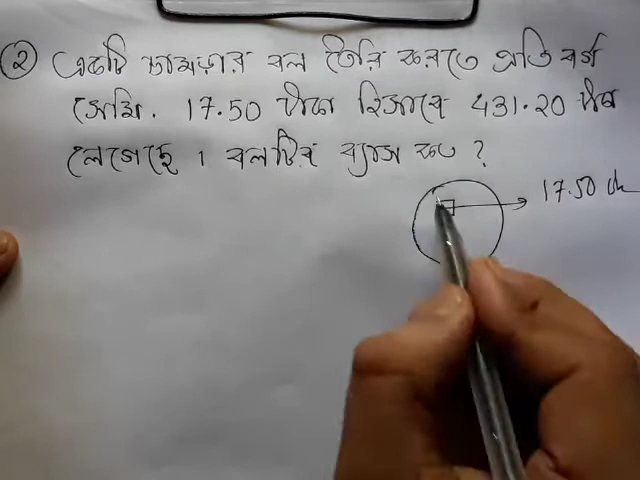 ② একটি চামড়ার বল তৈরি করতে প্রতি বর্গ
সেমি. 17.50 টাকা হিসাবে 431.20 টাকা
লেগেছে । বলটির ব্যাস কত ?
17.50 টাকা